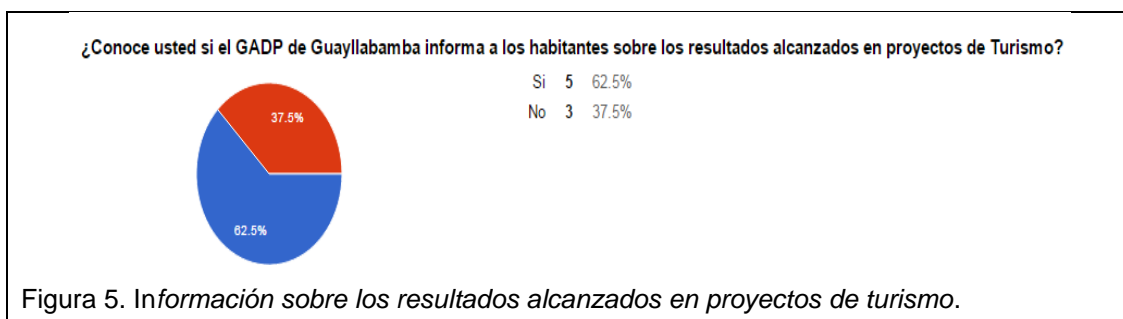 ¿Conoce usted si el GADP de Guayllabamba informa a los habitantes sobre los resultados alcanzados en proyectos de Turismo?
Si 5 62.5%
No 3 37.5%
37.5%
62.5%
Figura 5. Información sobre los resultados alcanzados en proyectos de turismo.